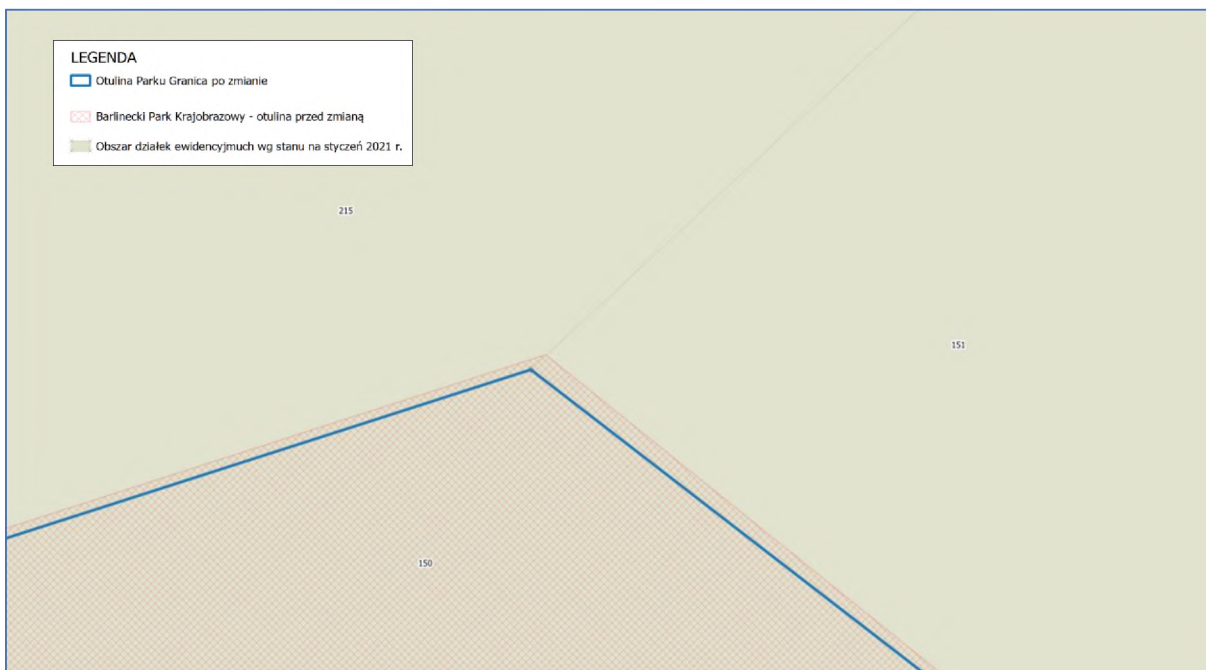 LEGENDA
Otulina Parku Granica po zmianie
Barlinecki Park Krajobrazowy - otulina przed zmianą
Obszar działek ewidencyjmuch wg stanu na styczeń 2021 r.
215
151
150